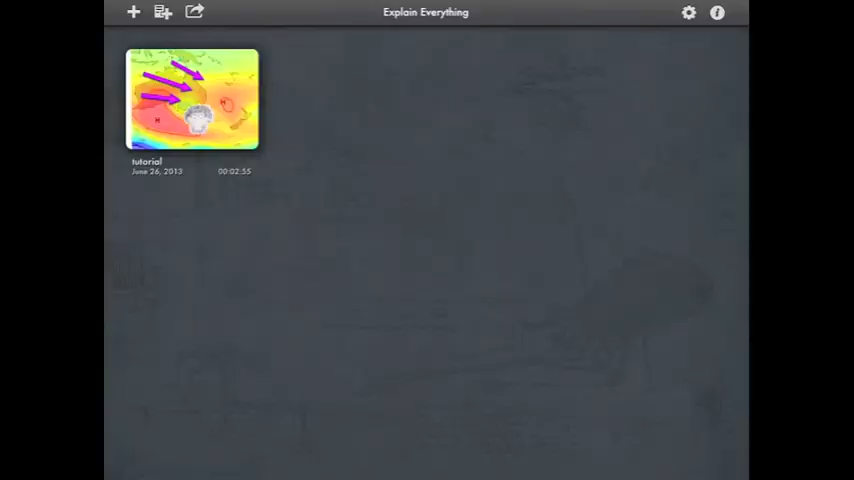 Explain Everything
H
H
tutorial
June 26, 2013 00:02:55